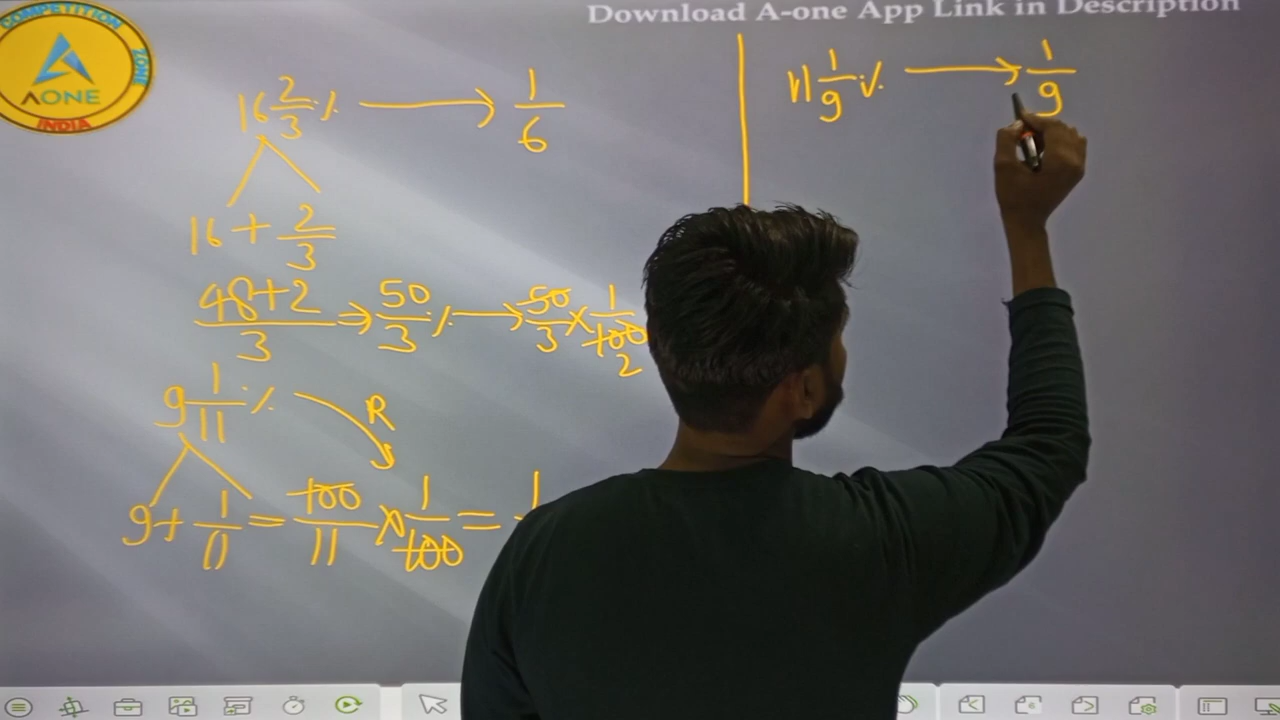 Download A-one App Link in Description
COMPETITION ZONE
AONE
INDIA
16 2/3 % → 1/6
16 + 2/3
48+2/3 ⇒ 50/3 % → 50/3 × 1/100 2
9 1/11 % R
9 + 1/11 = 100/11 × 1/100 = 1
11 1/9 % → 1/9